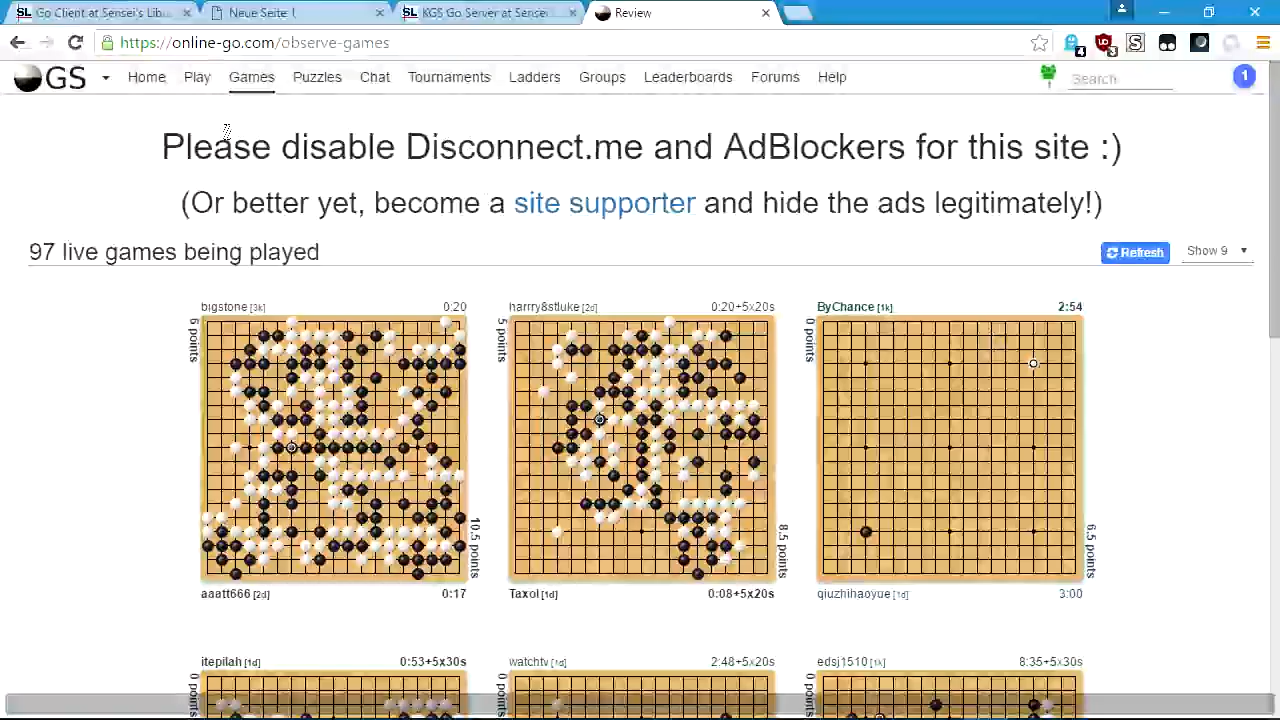 Go Client at Sensei's Libr
Neue Seite 1
KGS Go Server at Sensei
Review
https://online-go.com/observe-games
4
3
GS
Home Play Games Puzzles Chat Tournaments Ladders Groups Leaderboards Forums Help
Search
1
Please disable Disconnect.me and AdBlockers for this site :)
(Or better yet, become a site supporter and hide the ads legitimately!)
97 live games being played
Refresh
Show 9
bigstone [3k] 0:20
6 points
10.5 points
aaatt666 [2d] 0:17
harrry8stluke [2d] 0:20+5x20s
5 points
8.5 points
Taxol [1d] 0:08+5x20s
ByChance [1k] 2:54
0 points
6.5 points
qiuzhihaoyue [1d] 3:00
itepilah [1d] 0:53+5x30s
0 points
watchtv [1d] 2:48+5x20s
0 points
edsj1510 [1k] 8:35+5x30s
0 points